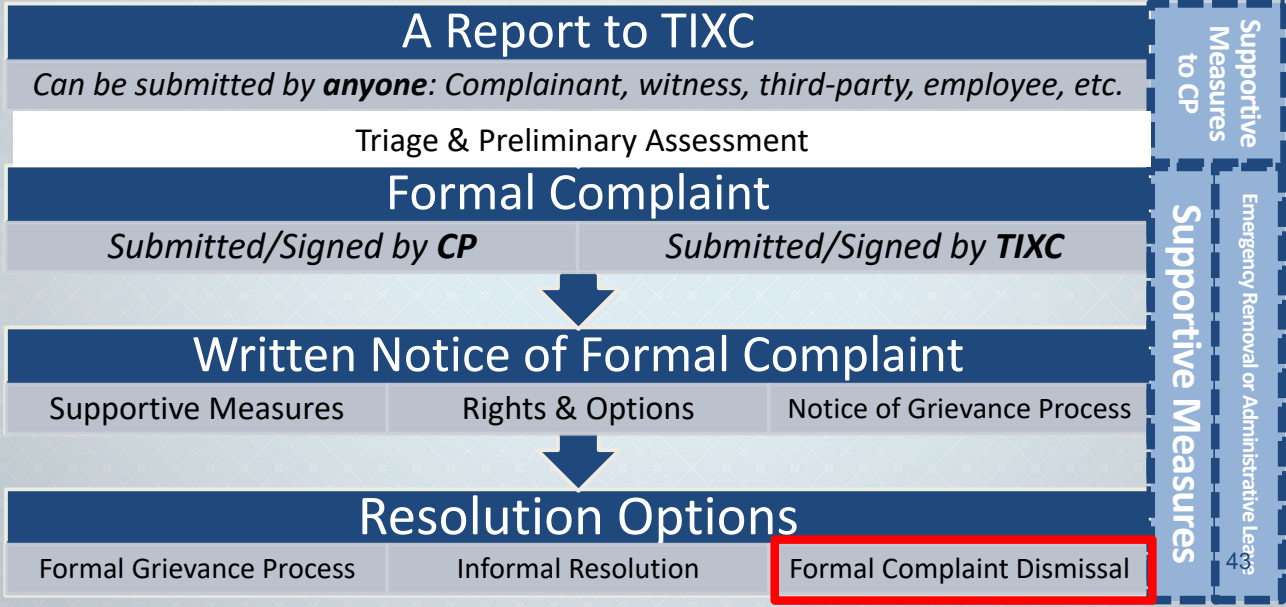 A Report to TIXC
Can be submitted by anyone: Complainant, witness, third-party, employee, etc.
Triage & Preliminary Assessment
Formal Complaint
Submitted/Signed by CP
Submitted/Signed by TIXC
Written Notice of Formal Complaint
Supportive Measures
Rights & Options
Notice of Grievance Process
Resolution Options
Formal Grievance Process
Informal Resolution
Formal Complaint Dismissal
Supportive
Measures
to CP
Supportive Measures
Emergency Removal or Administrative Leave
43